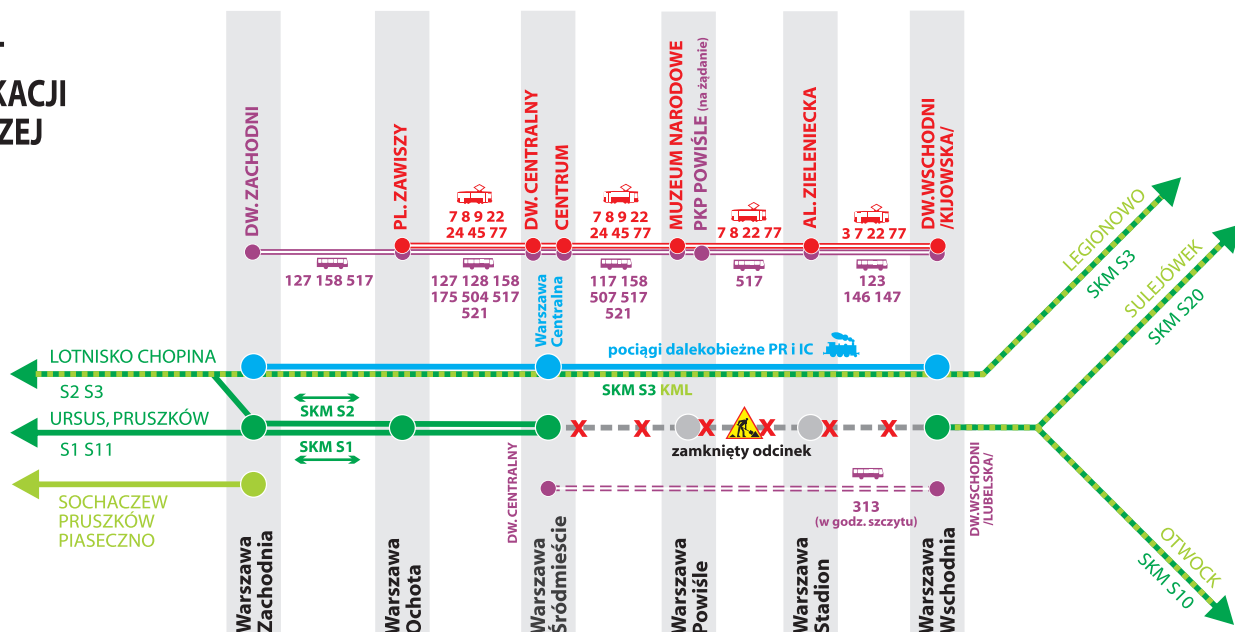 KACJI
ZEJ
DW. ZACHODNI
PL. ZAWISZY
DW. CENTRALNY
CENTRUM
MUZEUM NARODOWE
PKP POWIŚLE (na żądanie)
AL. ZIELENIECKA
DW.WSCHODNI
/KIJOWSKA/
7 8 9 22
24 45 77
7 8 9 22
24 45 77
7 8 22 77
3 7 22 77
127 158 517
127 128 158
175 504 517
521
117 158
507 517
521
517
123
146 147
Warszawa
Centralna
pociągi dalekobieżne PR i IC
LOTNISKO CHOPINA
S2 S3
SKM S3 KML
URSUS, PRUSZKÓW
S1 S11
SKM S2
SKM S1
X X X X X X
zamknięty odcinek
SOCHACZEW
PRUSZKÓW
PIASECZNO
DW. CENTRALNY
313
(w godz. szczytu)
DW.WSCHODNI
/LUBELSKA/
LEGIONOWO
SKM S3
SULEJÓWEK
SKM S20
OTWOCK
SKM S10
Warszawa
Zachodnia
Warszawa
Ochota
Warszawa
Śródmieście
Warszawa
Powiśle
Warszawa
Stadion
Warszawa
Wschodnia